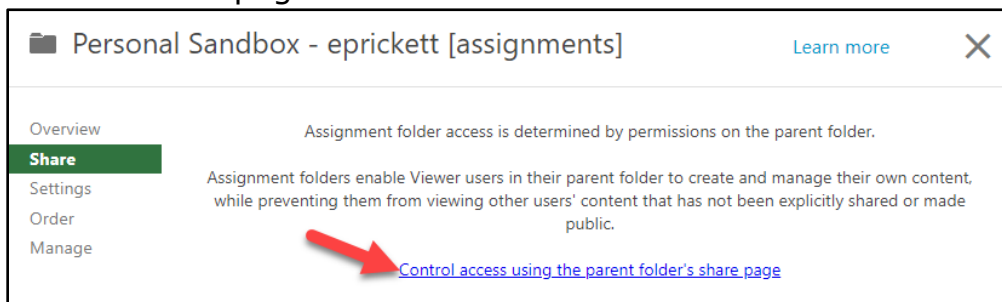 Personal Sandbox - eprickett [assignments]
Learn more
Overview
Share
Settings
Order
Manage
Assignment folder access is determined by permissions on the parent folder.
Assignment folders enable Viewer users in their parent folder to create and manage their own content,
while preventing them from viewing other users' content that has not been explicitly shared or made
public.
Control access using the parent folder's share page